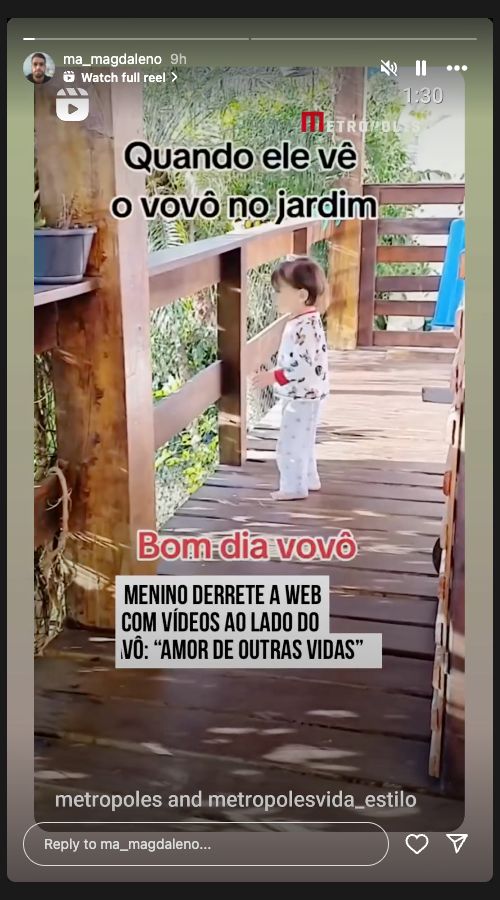 ma_magdaleno 9h
Watch full reel >
1:30
METRÓPOLES
Quando ele vê
o vovô no jardim
Bom dia vovô
MENINO DERRETE A WEB
COM VÍDEOS AO LADO DO
VÔ: “AMOR DE OUTRAS VIDAS”
metropoles and metropolesvida_estilo
Reply to ma_magdaleno...